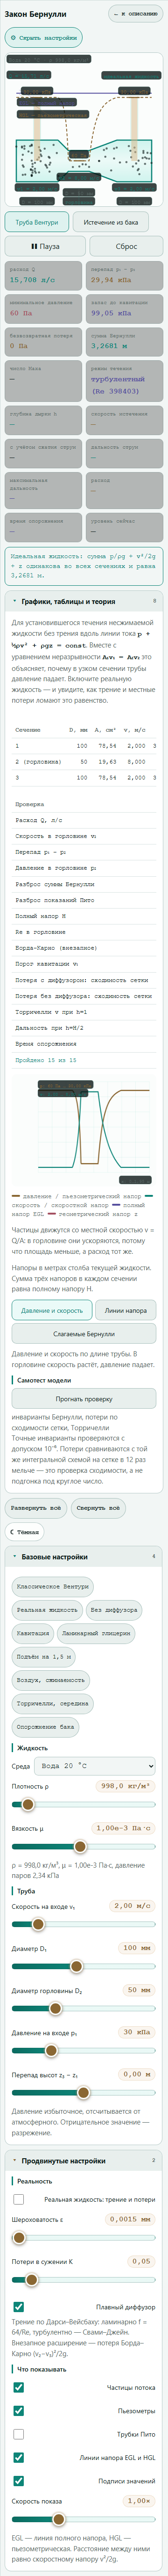 Закон Бернулли
← к описанию
⚙ Скрыть настройки
Труба Вентури
Истечение из бака
Пауза
Сброс
расход Q
15,708 л/с
перепад p₁ − p₂
29,94 кПа
минимальное давление
60 Па
запас до кавитации
99,05 кПа
безвозвратная потеря
0 Па
сумма Бернулли
3,2681 м
число Паба
—
режим течения
турбулентный
(Re 398403)
глубина дырки h
—
скорость истечения
—
с учётом сжатия струи
—
дальность струи
—
максимальная
дальность
—
расход
—
время опорожнения
—
уровень сейчас
—
Идеальная жидкость: сумма p/ρg + v²/2g
+ z одинакова во всех сечениях и равна
3,2681 м.
Графики, таблицы и теория
Для установившегося течения несжимаемой
жидкости без трения вдоль линии тока p +
½ρv² + ρgz = const. Вместе с
уравнением неразрывности A₁v₁ = A₂v₂ это
объясняет, почему в узком сечении трубы
давление падает. Включите реальную
жидкость — и увидите, как трение и местные
потери ломают это равенство.
Сечение D, мм A, см² v, м/с
1 100 78,54 2,000 3
2 (горловина) 50 19,63 8,000
3 100 78,54 2,000 3
Проверка
Расход Q, л/с
Скорость в горловине v₂
Перепад p₁ − p₂
Давление в горловине p₂
Разброс суммы Бернулли
Разброс показаний Пито
Полный напор H
Re в горловине
Борда–Карно (внезапное)
Порог кавитации v₁
Потеря с диффузором: сходимость сетки
Потеря без диффузора: сходимость сетки
Торричелли v при h=1
Дальность при h=H/2
Время опорожнения
Пройдено 15 из 15
давление / пьезометрический напор
скорость / скоростной напор
полный
напор EGL
геометрический напор z
Частицы движутся с местной скоростью v =
Q/A: в горловине они ускоряются, потому
что площадь меньше, а расход тот же.
Напоры в метрах столба текущей жидкости.
Сумма трёх напоров в каждом сечении
равна полному напору H.
Давление и скорость
Линии напора
Слагаемые Бернулли
Давление и скорость по длине трубы. В
горловине скорость растёт, давление падает.
Самотест модели
Прогнать проверку
инварианты Бернулли, потери по
сходимости сетки, Торричелли
Точные инварианты проверяются с
допуском 10⁻⁶. Потери сравниваются с той
же интегральной схемой на сетке в 12 раз
мельче — это проверка сходимости, а не
подгонка под круглое число.
Развернуть всё
Свернуть всё
☾ Тёмная
Базовые настройки
4
Классическое Вентури
Реальная жидкость
Без диффузора
Кавитация
Ламинарный глицерин
Подъём на 1,5 м
Воздух, сжимаемость
Торричелли, середина
Опорожнение бака
Жидкость
Среда
Вода 20 °C
Плотность ρ
998,0 кг/м³
Вязкость μ
1,00e-3 Па·с
ρ = 998,0 кг/м³, μ = 1,00e-3 Па·с, давление
паров 2,34 кПа
Труба
Скорость на входе v₁
2,00 м/с
Диаметр D₁
100 мм
Диаметр горловины D₂
50 мм
Давление на входе p₁
30 кПа
Перепад высот z₂ − z₁
0,00 м
Давление избыточное, отсчитывается от
атмосферного. Отрицательное значение —
разрежение.
Продвинутые настройки
2
Реальность
Реальная жидкость: трение и потери
Шероховатость ε
0,0015 мм
Потери в сужении K
0,05
Плавный диффузор
Трение по Дарси–Вейсбаху: ламинарно f =
64/Re, турбулентно — Свами–Джейн.
Внезапное расширение — потеря Борда–
Карно (v₂−v₃)²/2g.
Что показывать
Частицы потока
Пьезометры
Трубки Пито
Линии напора EGL и HGL
Подписи значений
Скорость показа
1,00×
EGL — линия полного напора, HGL —
пьезометрическая. Расстояние между ними
равно скоростному напору v²/2g.